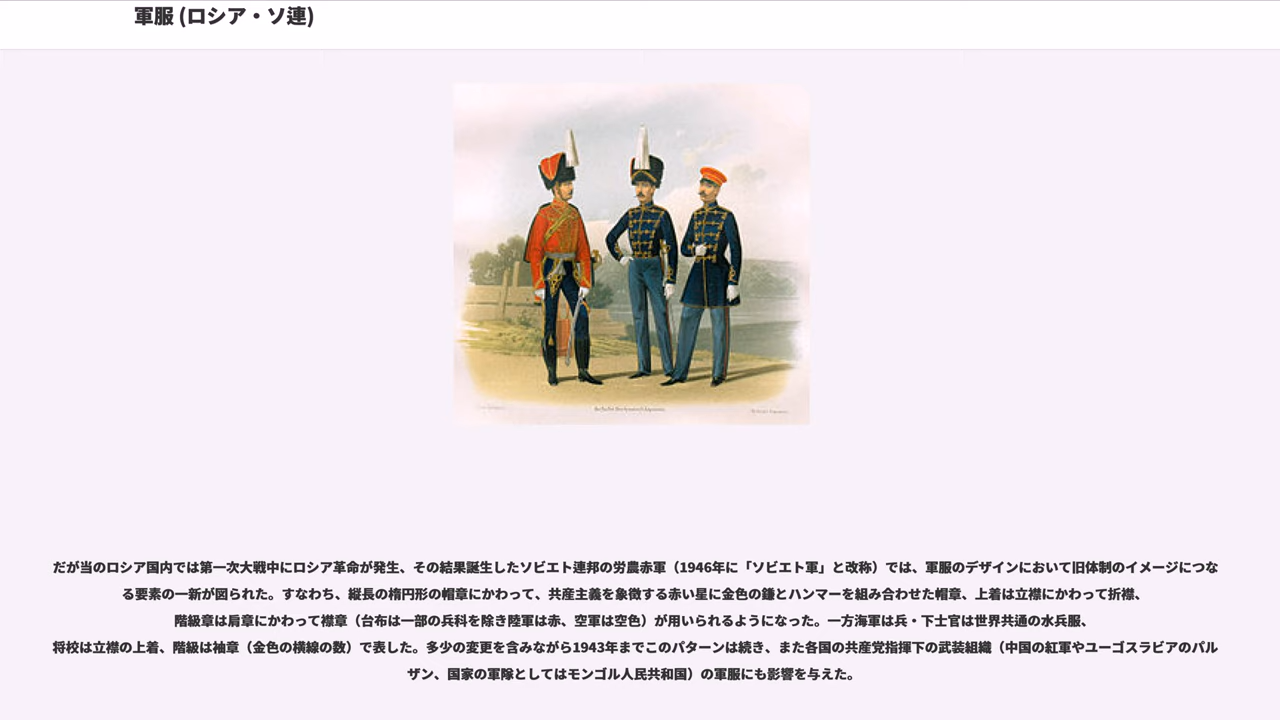 軍服 (ロシア・ソ連)
だが当のロシア国内では第一次大戦中にロシア革命が発生、その結果誕生したソビエト連邦の労農赤軍（1946年に「ソビエト軍」と改称）では、軍服のデザインにおいて旧体制のイメージにつな
る要素の一新が図られた。すなわち、縦長の楕円形の帽章にかわって、共産主義を象徴する赤い星に金色の鎌とハンマーを組み合わせた帽章、上着は立襟にかわって折襟、
階級章は肩章にかわって襟章（台布は一部の兵科を除き陸軍は赤、空軍は空色）が用いられるようになった。一方海軍は兵・下士官は世界共通の水兵服、
将校は立襟の上着、階級は袖章（金色の横線の数）で表した。多少の変更を含みながら1943年までこのパターンは続き、また各国の共産党指揮下の武装組織（中国の紅軍やユーゴスラビアのパル
ザン、国家の軍隊としてはモンゴル人民共和国）の軍服にも影響を与えた。